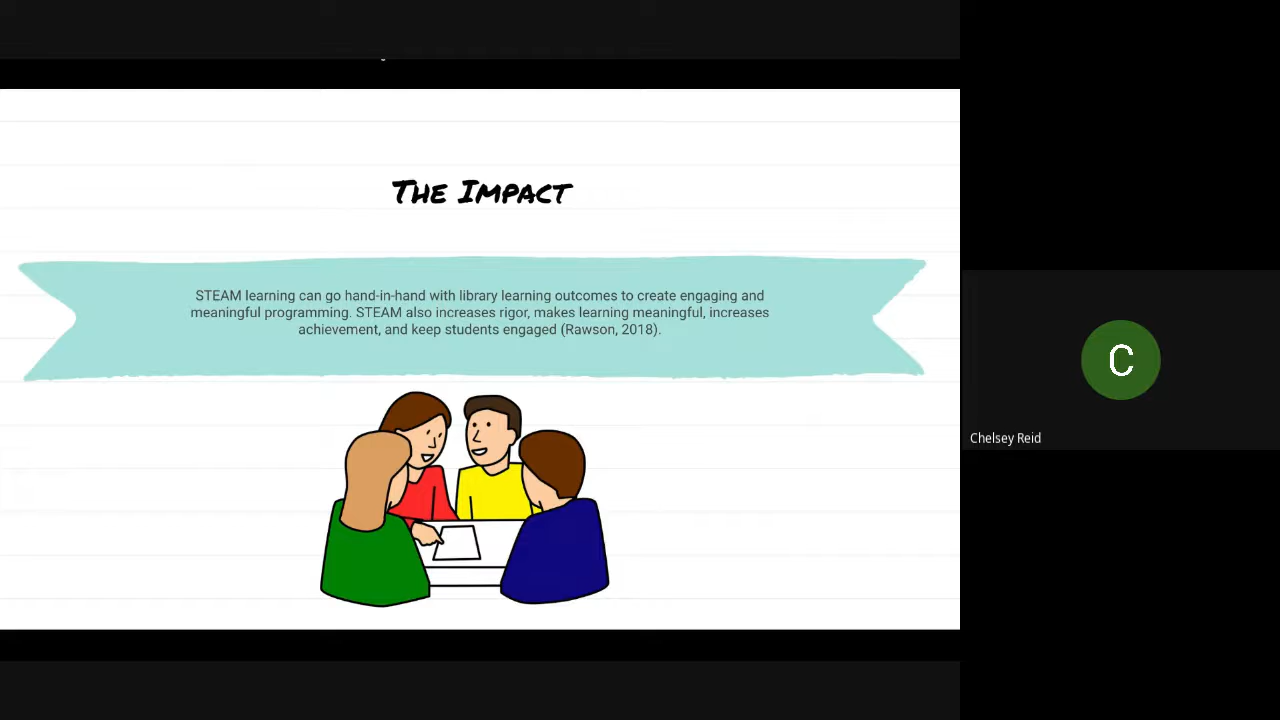 The Impact
STEAM learning can go hand-in-hand with library learning outcomes to create engaging and
meaningful programming. STEAM also increases rigor, makes learning meaningful, increases
achievement, and keep students engaged (Rawson, 2018).
C
Chelsey Reid